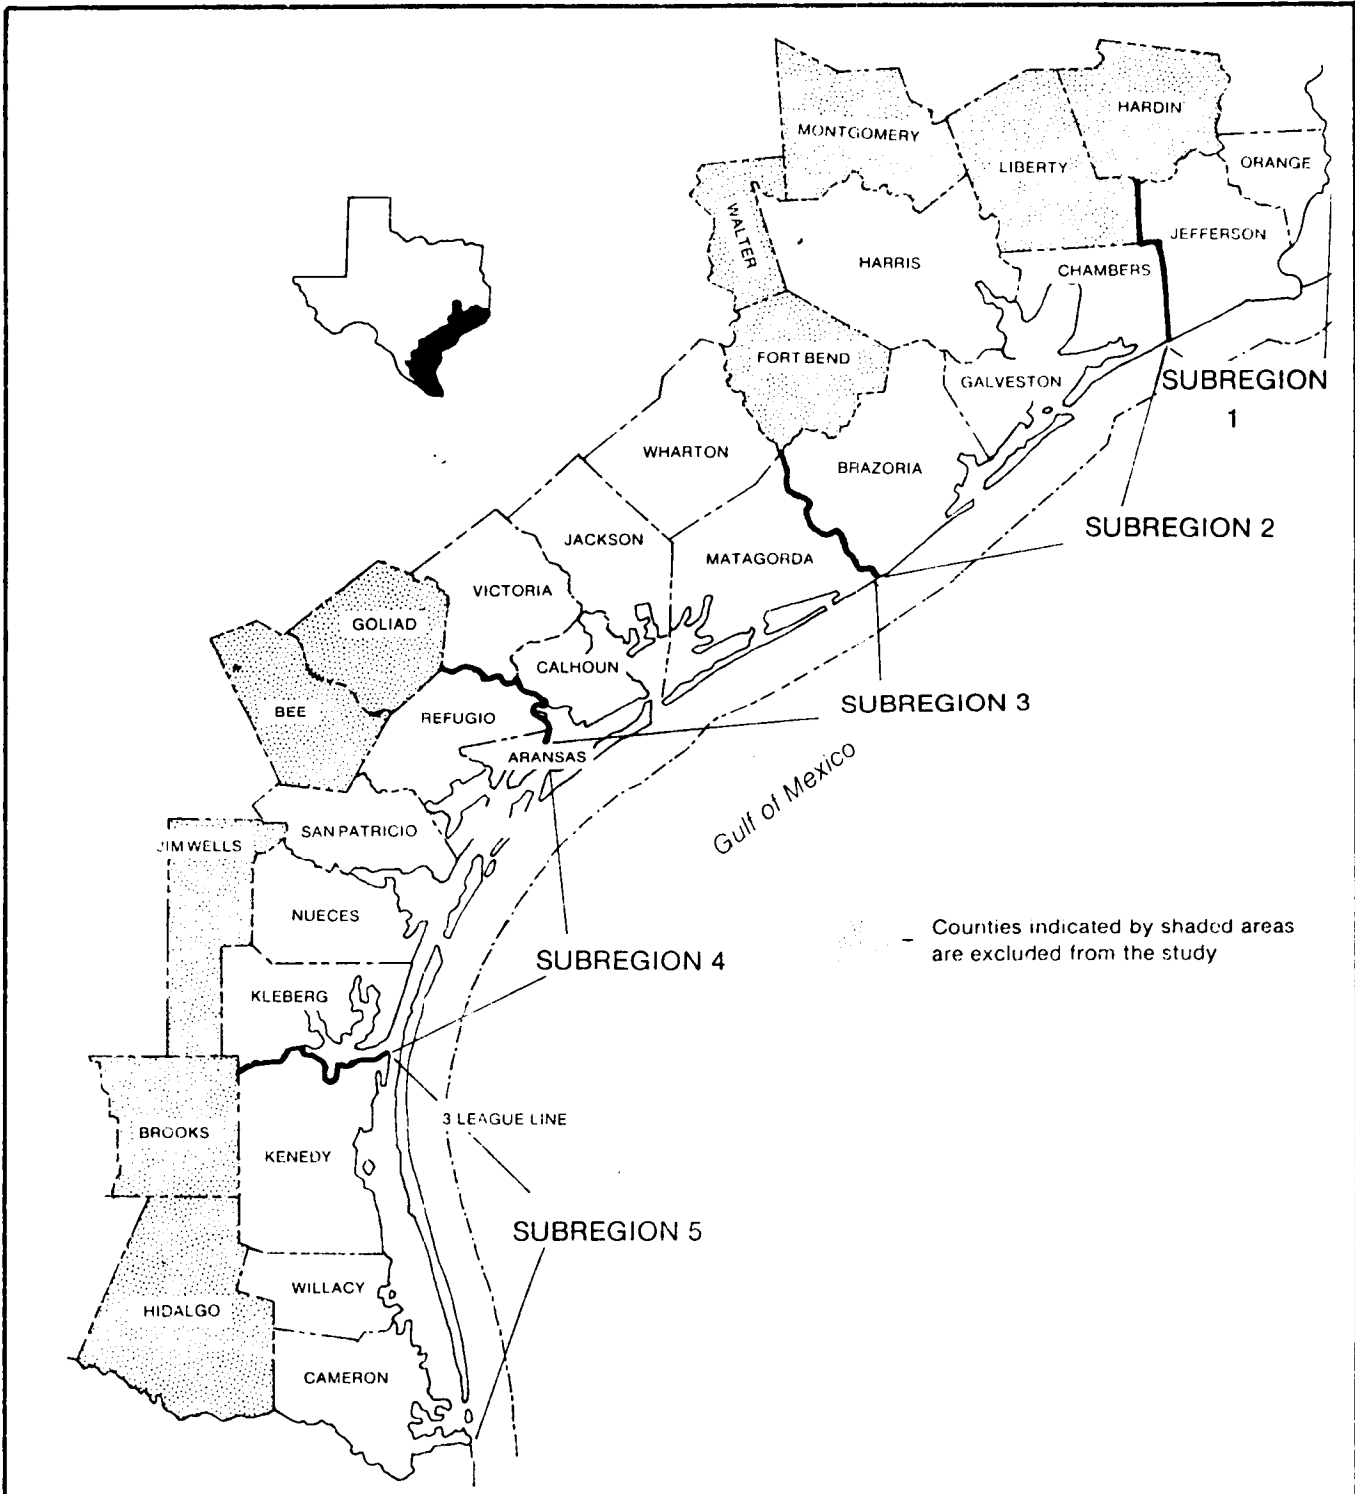 HARDIN
MONTGOMERY
LIBERTY
ORANGE
WALTER
JEFFERSON
HARRIS
CHAMBERS
FORT BEND
GALVESTON
SUBREGION
1
WHARTON
BRAZORIA
SUBREGION 2
JACKSON
MATAGORDA
VICTORIA
GOLIAD
CALHOUN
SUBREGION 3
BEE
REFUGIO
ARANSAS
Gulf of Mexico
SAN PATRICIO
JIM WELLS
NUECES
– Counties indicated by shaded areas
are excluded from the study
SUBREGION 4
KLEBERG
3 LEAGUE LINE
BROOKS
KENEDY
SUBREGION 5
WILLACY
HIDALGO
CAMERON